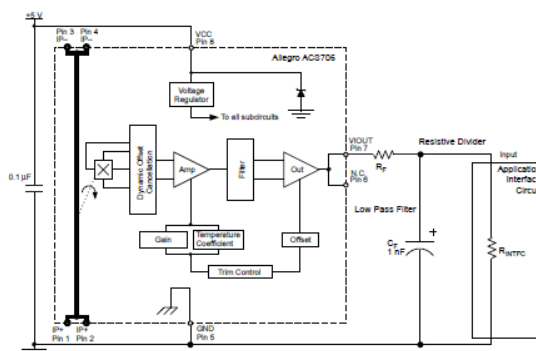 +5 V
Pin 3 Pin 4
IP– IP–
VCC
Pin 8
Allegro ACS706
Voltage
Regulator
To all subcircuits
VIOUT
Pin 7
Resistive Divider
Input
Dynamic Offset
Cancellation
Amp
Filter
Out
RF
N.C.
Pin 6
Application
Interface
Circu
0.1 µF
Low Pass Filter
Gain
Temperature
Coefficient
Offset
CF
1 nF
+
RINTFC
Trim Control
IP+ IP+
Pin 1 Pin 2
GND
Pin 5